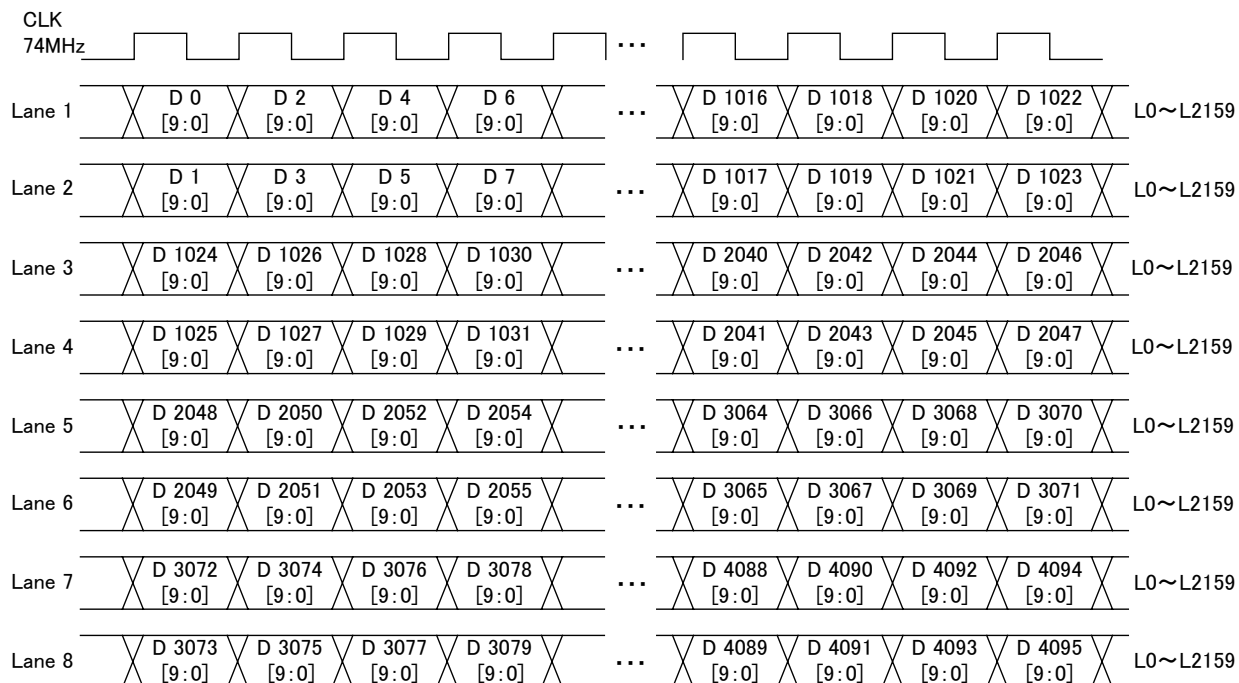 CLK
74MHz
...
Lane 1 D 0 D 2 D 4 D 6 ... D 1016 D 1018 D 1020 D 1022 L0～L2159
[9:0] [9:0] [9:0] [9:0] [9:0] [9:0] [9:0] [9:0]
Lane 2 D 1 D 3 D 5 D 7 ... D 1017 D 1019 D 1021 D 1023 L0～L2159
[9:0] [9:0] [9:0] [9:0] [9:0] [9:0] [9:0] [9:0]
Lane 3 D 1024 D 1026 D 1028 D 1030 ... D 2040 D 2042 D 2044 D 2046 L0～L2159
[9:0] [9:0] [9:0] [9:0] [9:0] [9:0] [9:0] [9:0]
Lane 4 D 1025 D 1027 D 1029 D 1031 ... D 2041 D 2043 D 2045 D 2047 L0～L2159
[9:0] [9:0] [9:0] [9:0] [9:0] [9:0] [9:0] [9:0]
Lane 5 D 2048 D 2050 D 2052 D 2054 ... D 3064 D 3066 D 3068 D 3070 L0～L2159
[9:0] [9:0] [9:0] [9:0] [9:0] [9:0] [9:0] [9:0]
Lane 6 D 2049 D 2051 D 2053 D 2055 ... D 3065 D 3067 D 3069 D 3071 L0～L2159
[9:0] [9:0] [9:0] [9:0] [9:0] [9:0] [9:0] [9:0]
Lane 7 D 3072 D 3074 D 3076 D 3078 ... D 4088 D 4090 D 4092 D 4094 L0～L2159
[9:0] [9:0] [9:0] [9:0] [9:0] [9:0] [9:0] [9:0]
Lane 8 D 3073 D 3075 D 3077 D 3079 ... D 4089 D 4091 D 4093 D 4095 L0～L2159
[9:0] [9:0] [9:0] [9:0] [9:0] [9:0] [9:0] [9:0]